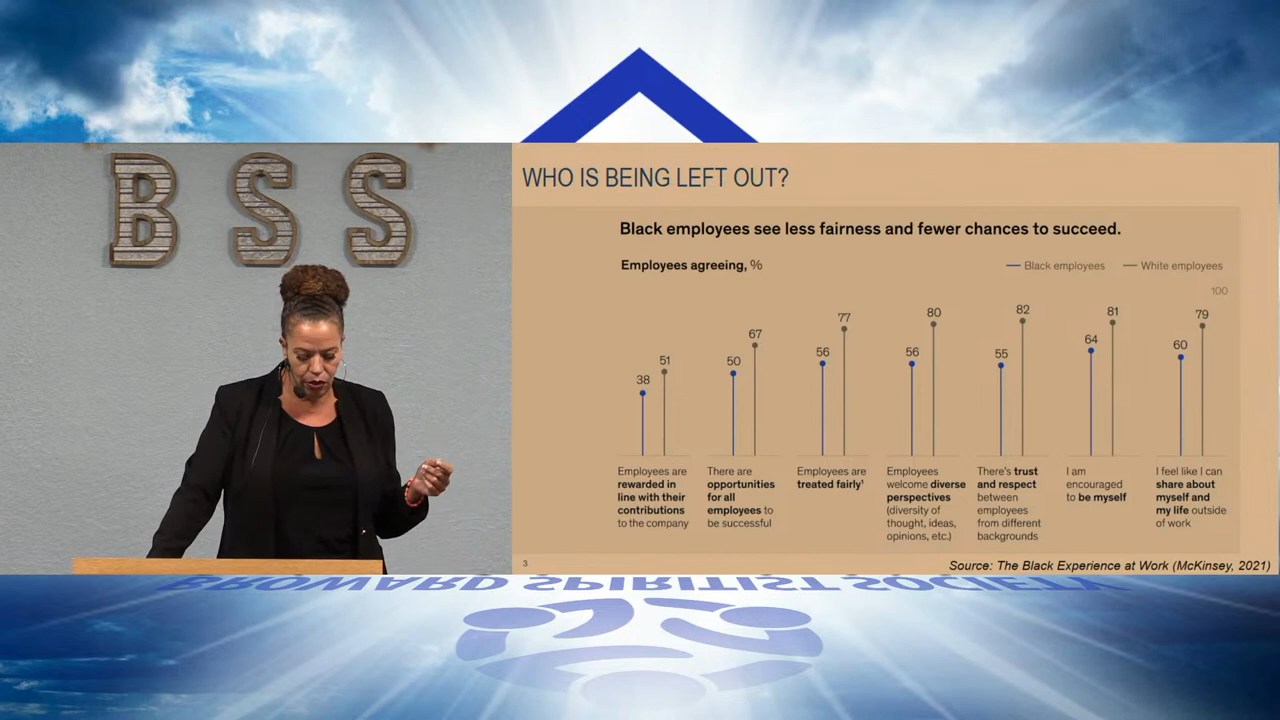 BSS
WHO IS BEING LEFT OUT?
Black employees see less fairness and fewer chances to succeed.
Employees agreeing, %
Black employees
White employees
100
38
51
50
67
56
77
56
80
55
82
64
81
60
79
Employees are
rewarded in
line with their
contributions
to the company
There are
opportunities
for all
employees to
be successful
Employees are
treated fairly¹
Employees
welcome diverse
perspectives
(diversity of
thought, ideas,
opinions, etc.)
There's trust
and respect
between
employees
from different
backgrounds
I am
encouraged
to be myself
I feel like I can
share about
myself and
my life outside
of work
3
Source: The Black Experience at Work (McKinsey, 2021)
BROWARD SPIRITIST SOCIETY